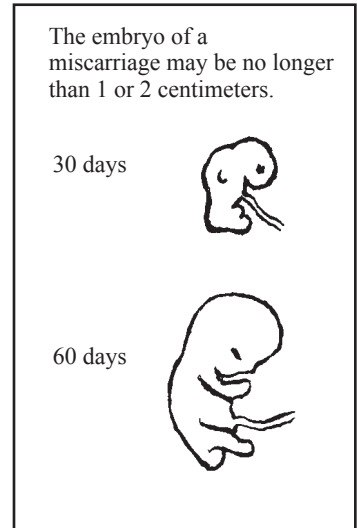 The embryo of a
miscarriage may be no longer
than 1 or 2 centimeters.
30 days
60 days